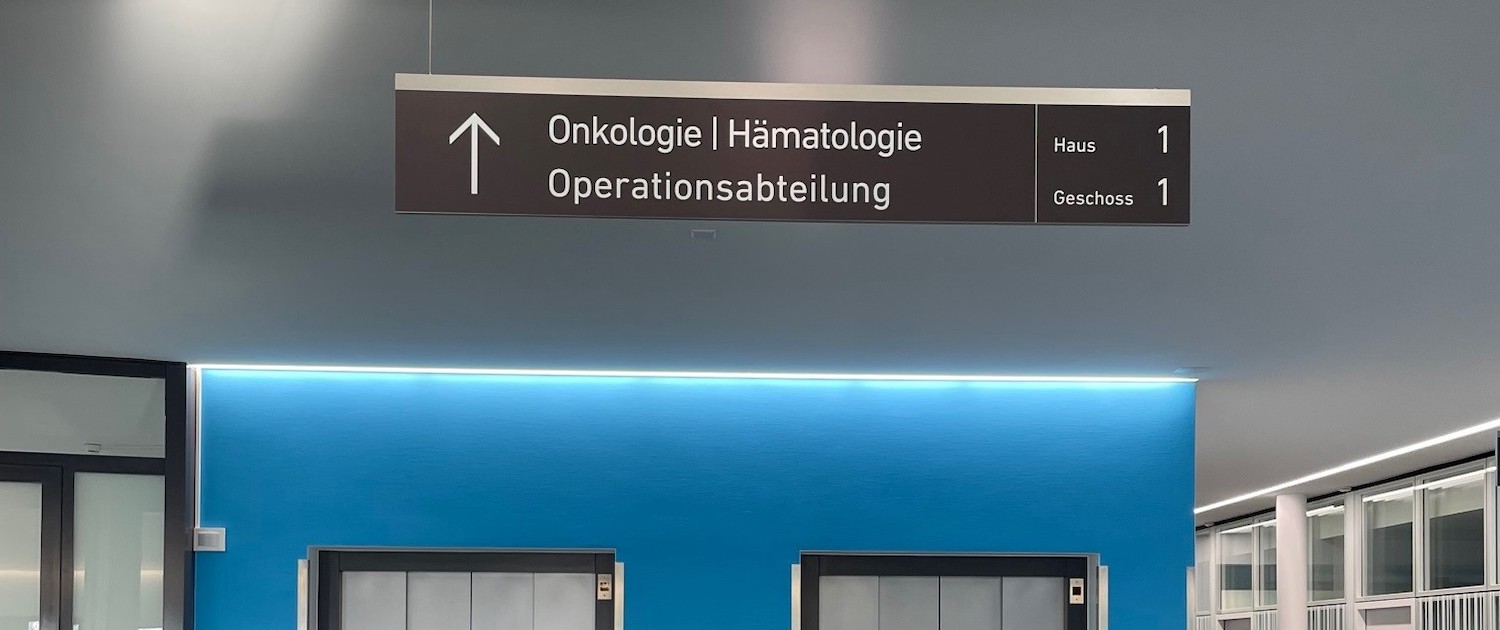 Onkologie | Hämatologie
Operationsabteilung
Haus 1
Geschoss 1